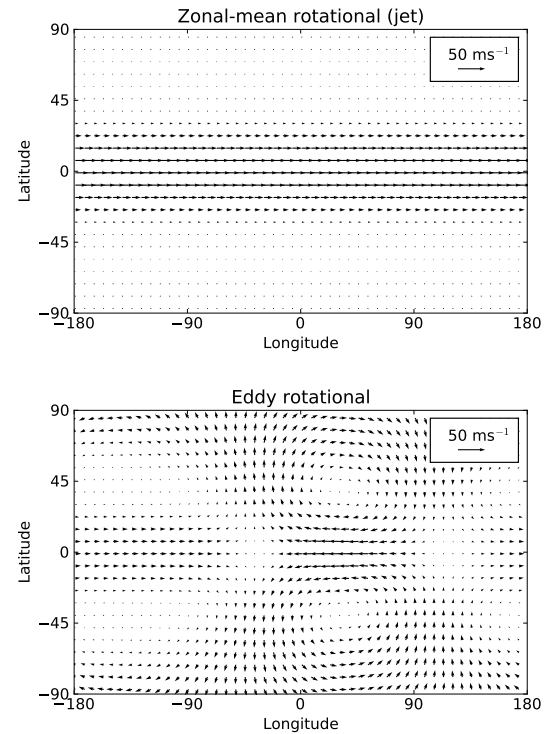 Zonal-mean rotational (jet)
90
50 ms⁻¹
45
0
−45
−90
−180 −90 0 90 180
Latitude
Longitude
Eddy rotational
90
50 ms⁻¹
45
0
−45
−90
−180 −90 0 90 180
Latitude
Longitude